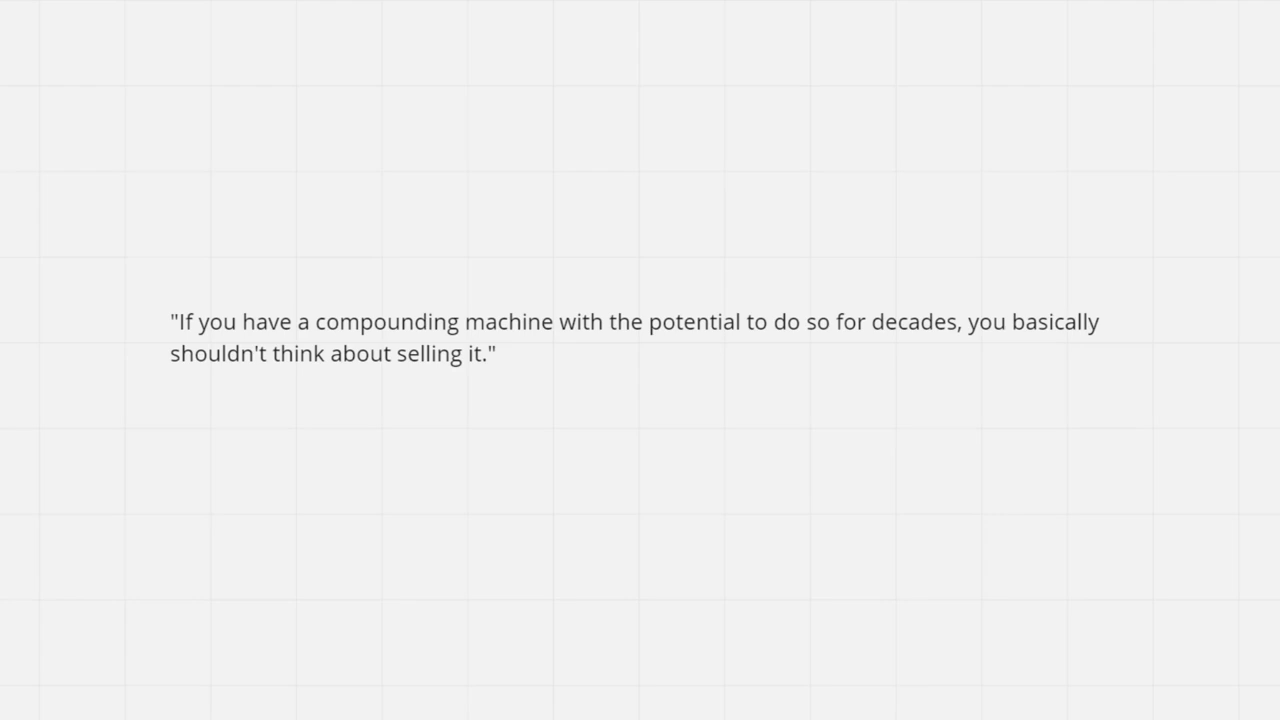 "If you have a compounding machine with the potential to do so for decades, you basically
shouldn't think about selling it."